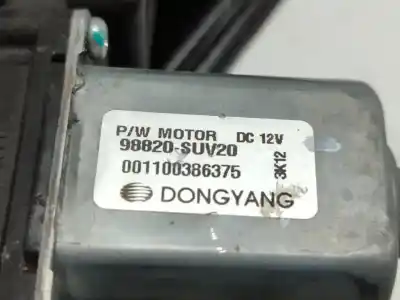 P/W MOTOR DC 12V
98820-SUV20
001100386375
3K12
DONGYANG